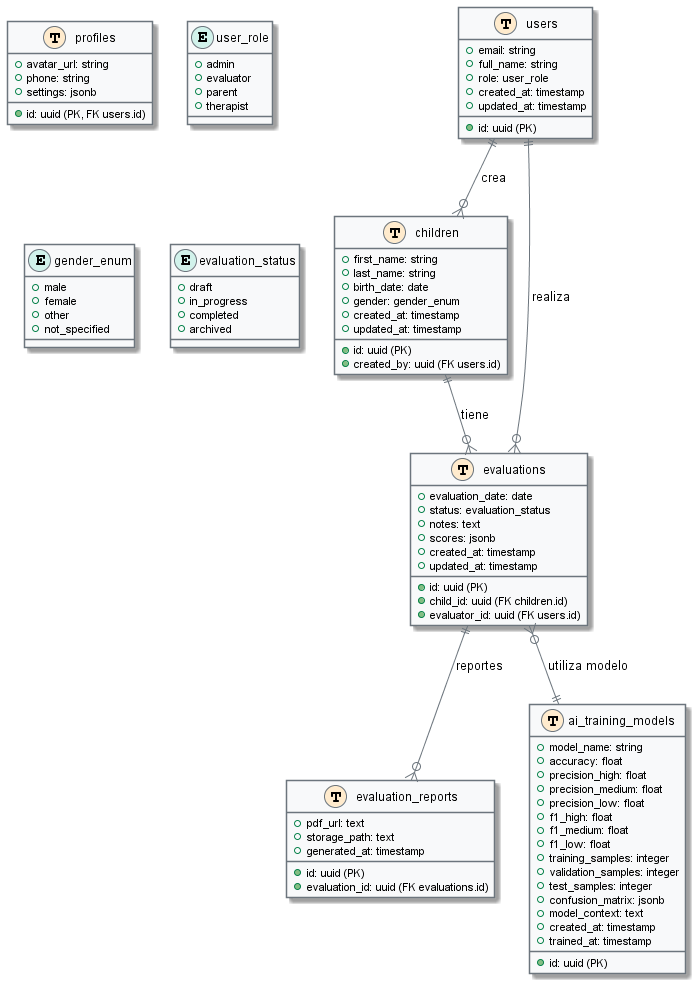 T profiles
avatar_url: string
phone: string
settings: jsonb
id: uuid (PK, FK users.id)
E user_role
admin
evaluator
parent
therapist
T users
email: string
full_name: string
role: user_role
created_at: timestamp
updated_at: timestamp
id: uuid (PK)
crea
realiza
E gender_enum
male
female
other
not_specified
E evaluation_status
draft
in_progress
completed
archived
T children
first_name: string
last_name: string
birth_date: date
gender: gender_enum
created_at: timestamp
updated_at: timestamp
id: uuid (PK)
created_by: uuid (FK users.id)
tiene
T evaluations
evaluation_date: date
status: evaluation_status
notes: text
scores: jsonb
created_at: timestamp
updated_at: timestamp
id: uuid (PK)
child_id: uuid (FK children.id)
evaluator_id: uuid (FK users.id)
reportes
utiliza modelo
T evaluation_reports
pdf_url: text
storage_path: text
generated_at: timestamp
id: uuid (PK)
evaluation_id: uuid (FK evaluations.id)
T ai_training_models
model_name: string
accuracy: float
precision_high: float
precision_medium: float
precision_low: float
f1_high: float
f1_medium: float
f1_low: float
training_samples: integer
validation_samples: integer
test_samples: integer
confusion_matrix: jsonb
model_context: text
created_at: timestamp
trained_at: timestamp
id: uuid (PK)